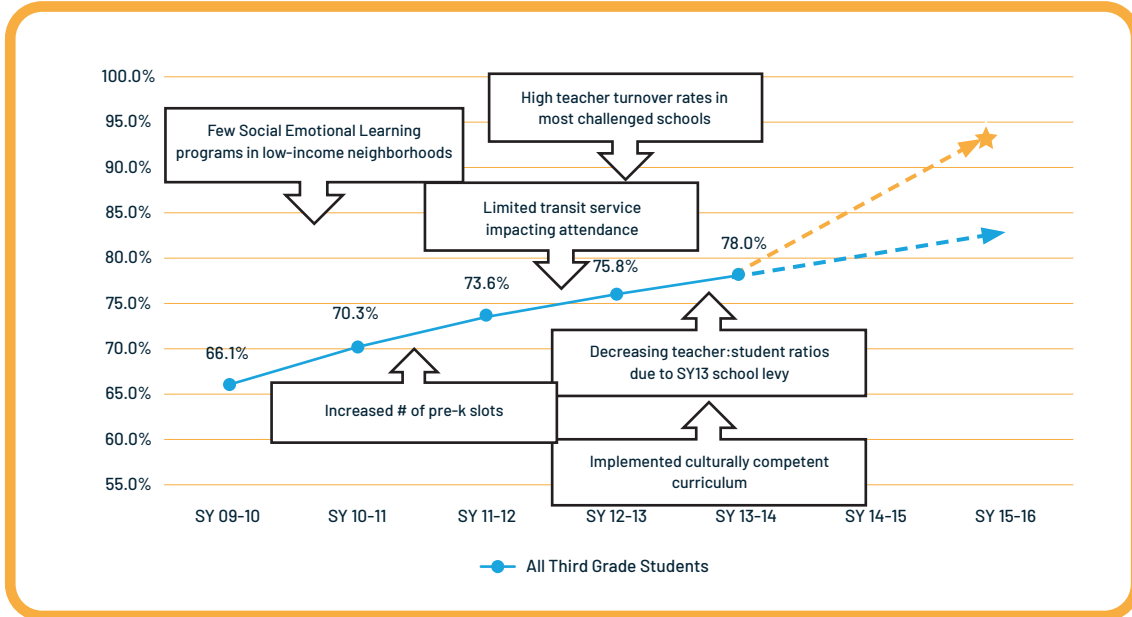 100.0%
95.0%
90.0%
85.0%
80.0%
75.0%
70.0%
65.0%
60.0%
55.0%
Few Social Emotional Learning
programs in low-income neighborhoods
High teacher turnover rates in
most challenged schools
Limited transit service
impacting attendance
66.1%
70.3%
73.6%
75.8%
78.0%
Increased # of pre-k slots
Decreasing teacher:student ratios
due to SY13 school levy
Implemented culturally competent
curriculum
SY 09-10
SY 10-11
SY 11-12
SY 12-13
SY 13-14
SY 14-15
SY 15-16
All Third Grade Students